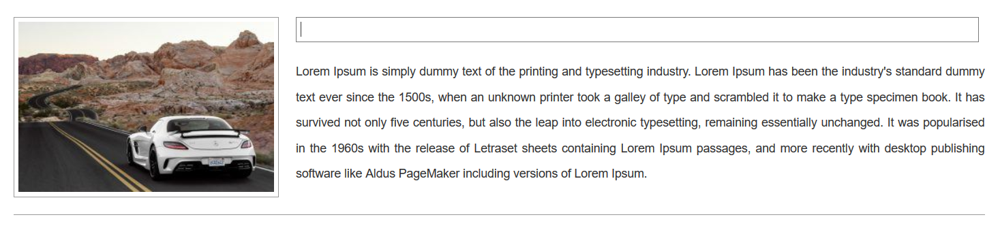 Lorem Ipsum is simply dummy text of the printing and typesetting industry. Lorem Ipsum has been the industry's standard dummy
text ever since the 1500s, when an unknown printer took a galley of type and scrambled it to make a type specimen book. It has
survived not only five centuries, but also the leap into electronic typesetting, remaining essentially unchanged. It was popularised
in the 1960s with the release of Letraset sheets containing Lorem Ipsum passages, and more recently with desktop publishing
software like Aldus PageMaker including versions of Lorem Ipsum.